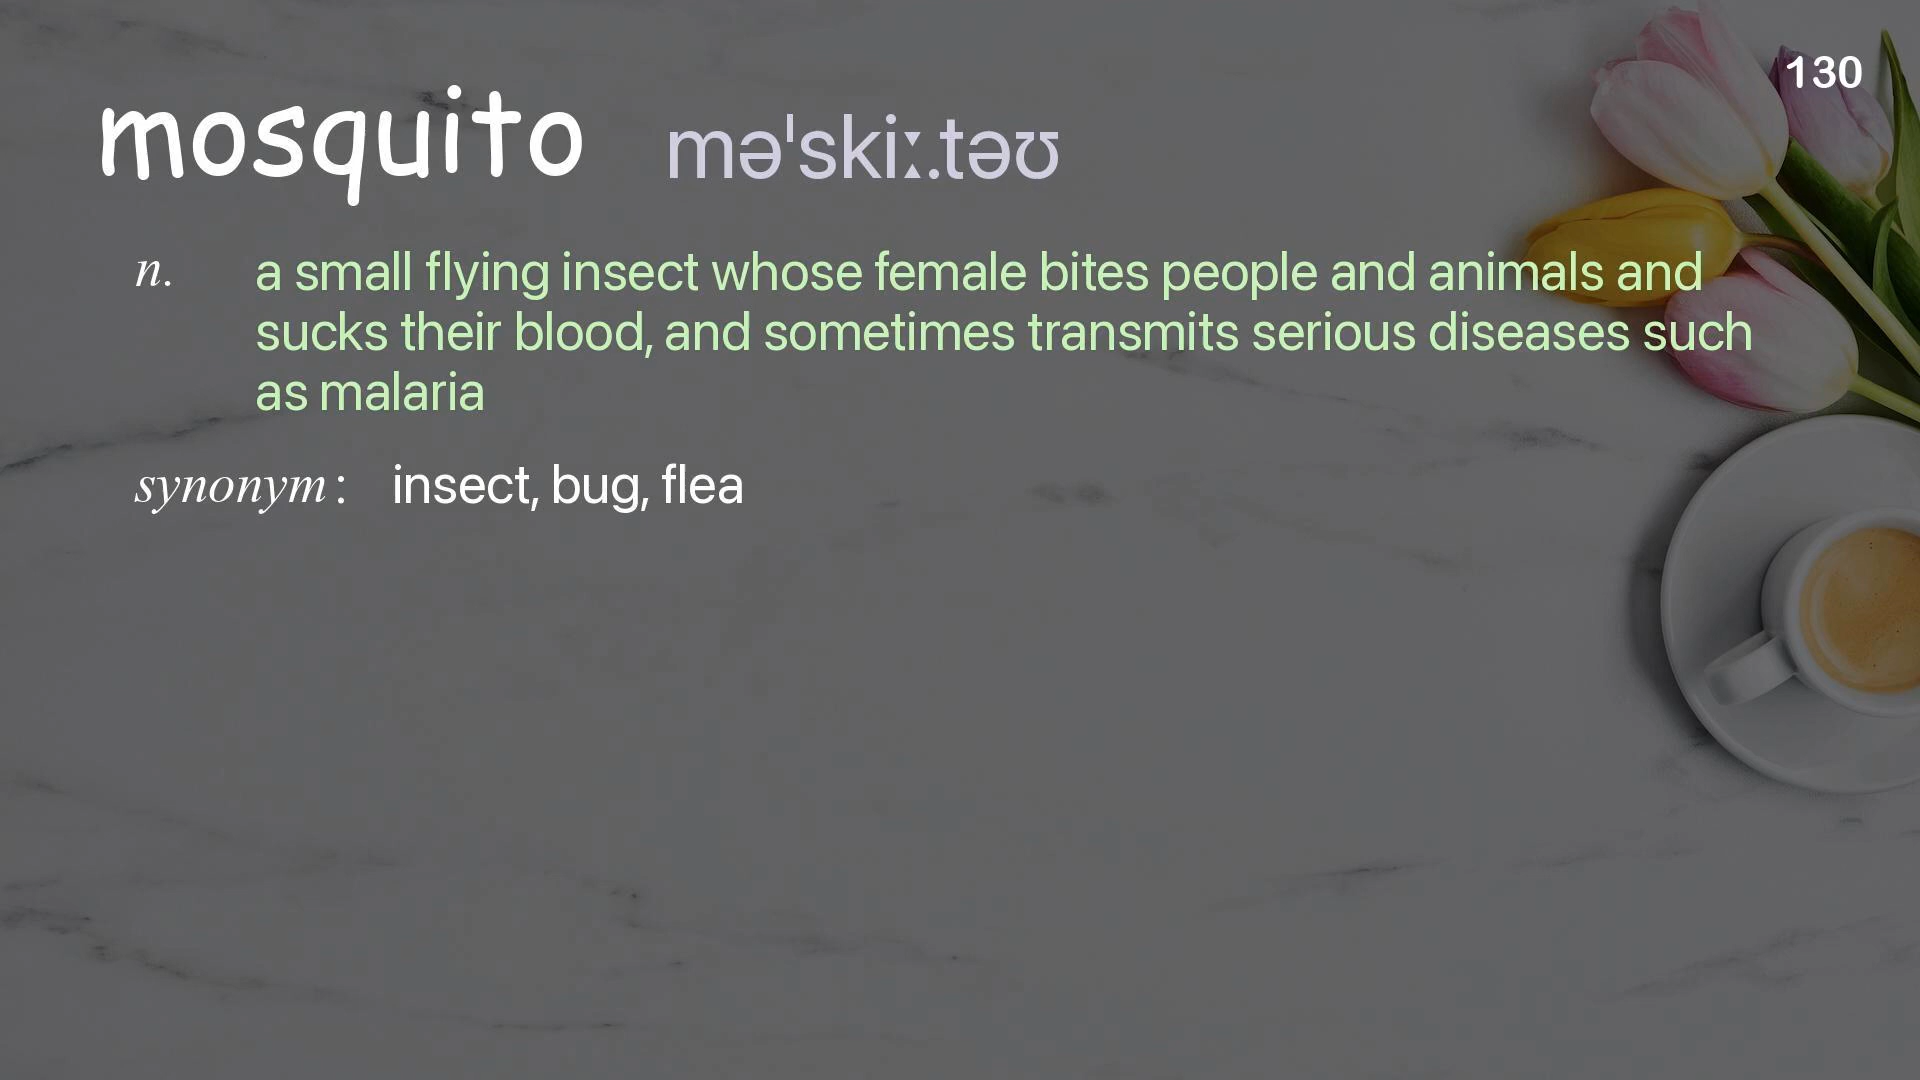 130
mosquito məˈskiː.təʊ
n. a small flying insect whose female bites people and animals and
sucks their blood, and sometimes transmits serious diseases such
as malaria
synonym : insect, bug, flea